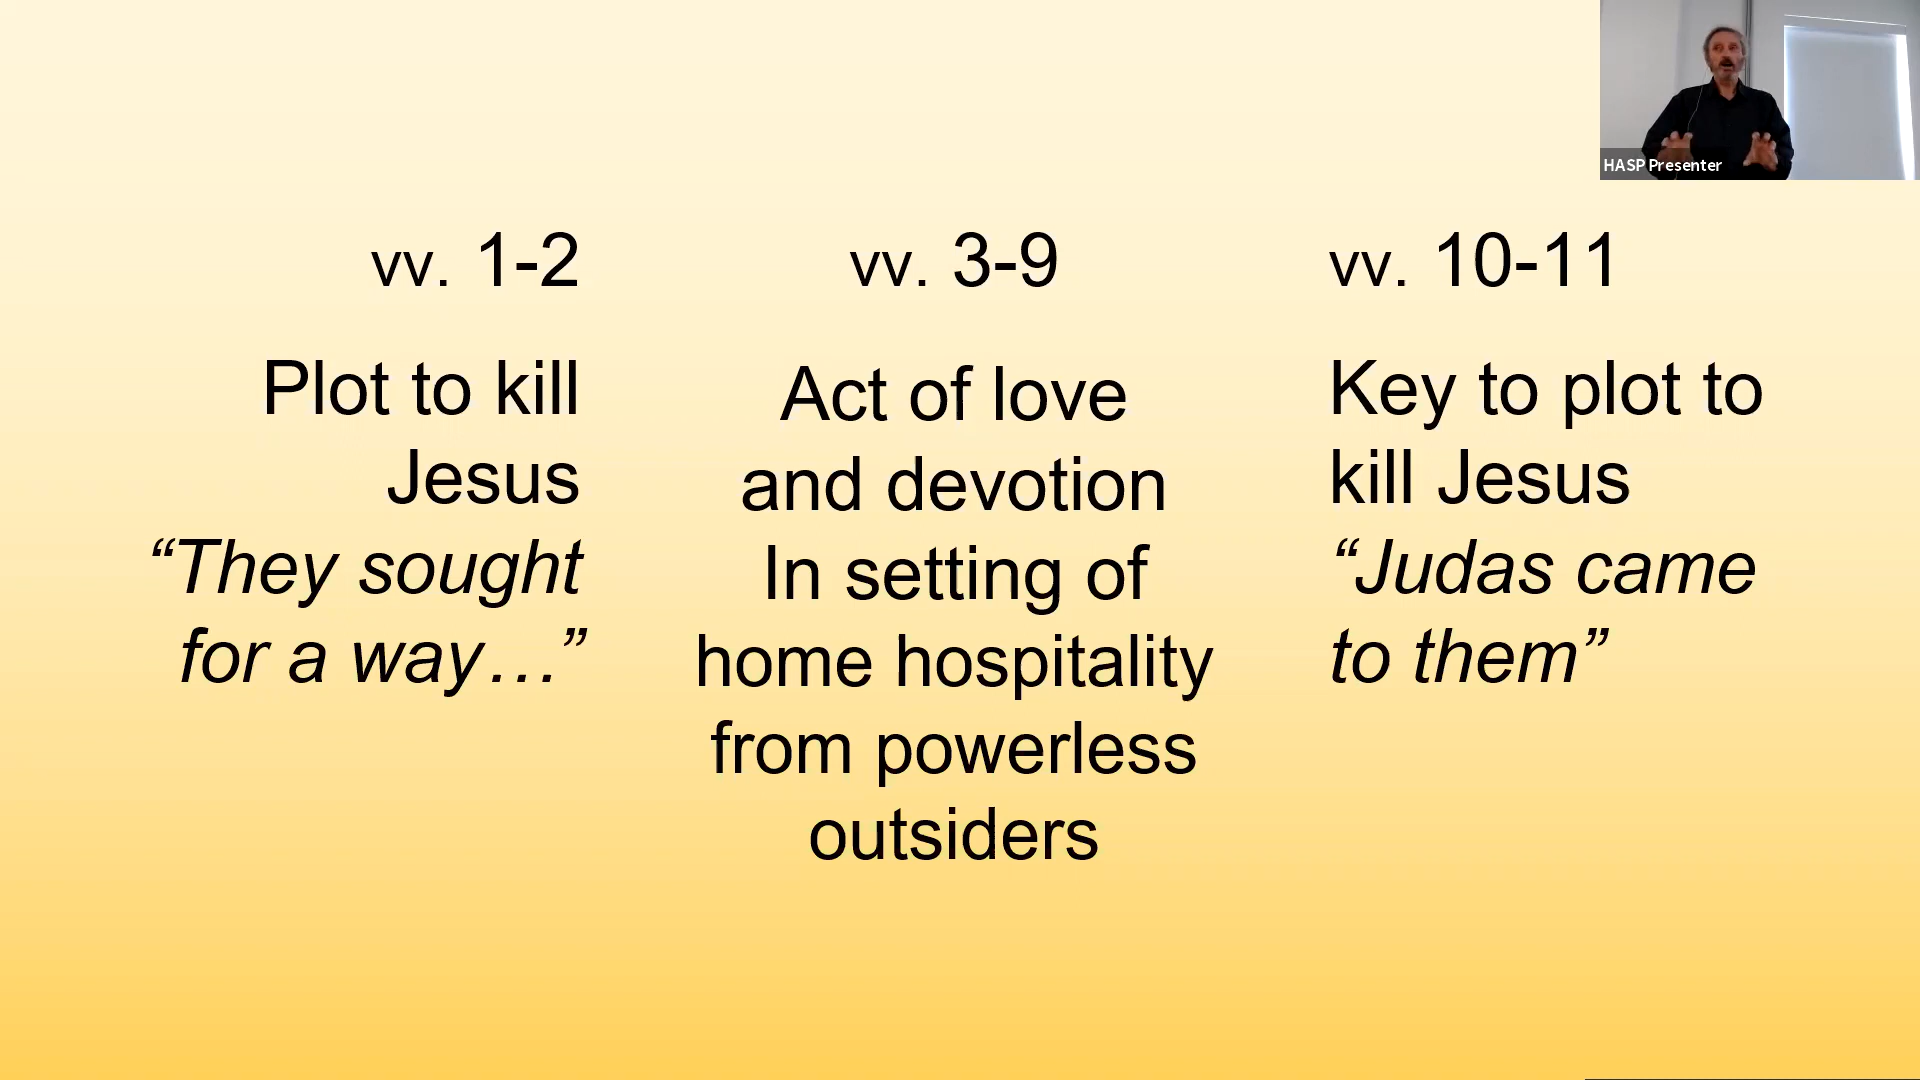 HASP Presenter
vv. 1-2
Plot to kill
Jesus
“They sought
for a way…”
vv. 3-9
Act of love
and devotion
In setting of
home hospitality
from powerless
outsiders
vv. 10-11
Key to plot to
kill Jesus
“Judas came
to them”